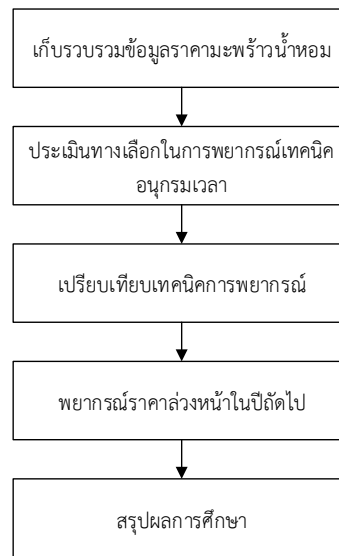 เก็บรวบรวมข้อมูลราคามะพร้าวน้ำหอม
ประเมินทางเลือกในการพยากรณ์เทคนิค
อนุกรมเวลา
เปรียบเทียบเทคนิคการพยากรณ์
พยากรณ์ราคาล่วงหน้าในปีถัดไป
สรุปผลการศึกษา